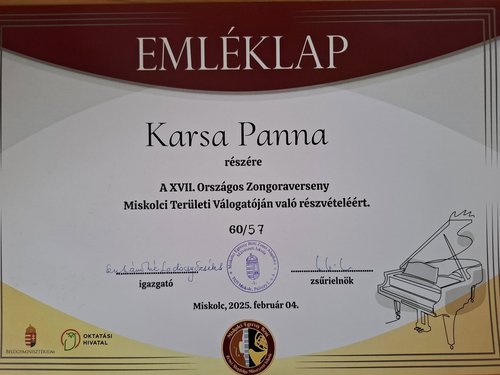 EMLÉKLAP
Karsa Panna
részére
A XVII. Országos Zongoraverseny
Miskolci Területi Válogatóján való részvételéért.
60/57
igazgató
zsűrielnök
Miskolc, 2025. február 04.
BELÜGYMINISZTÉRIUM
OKTATÁSI
HIVATAL